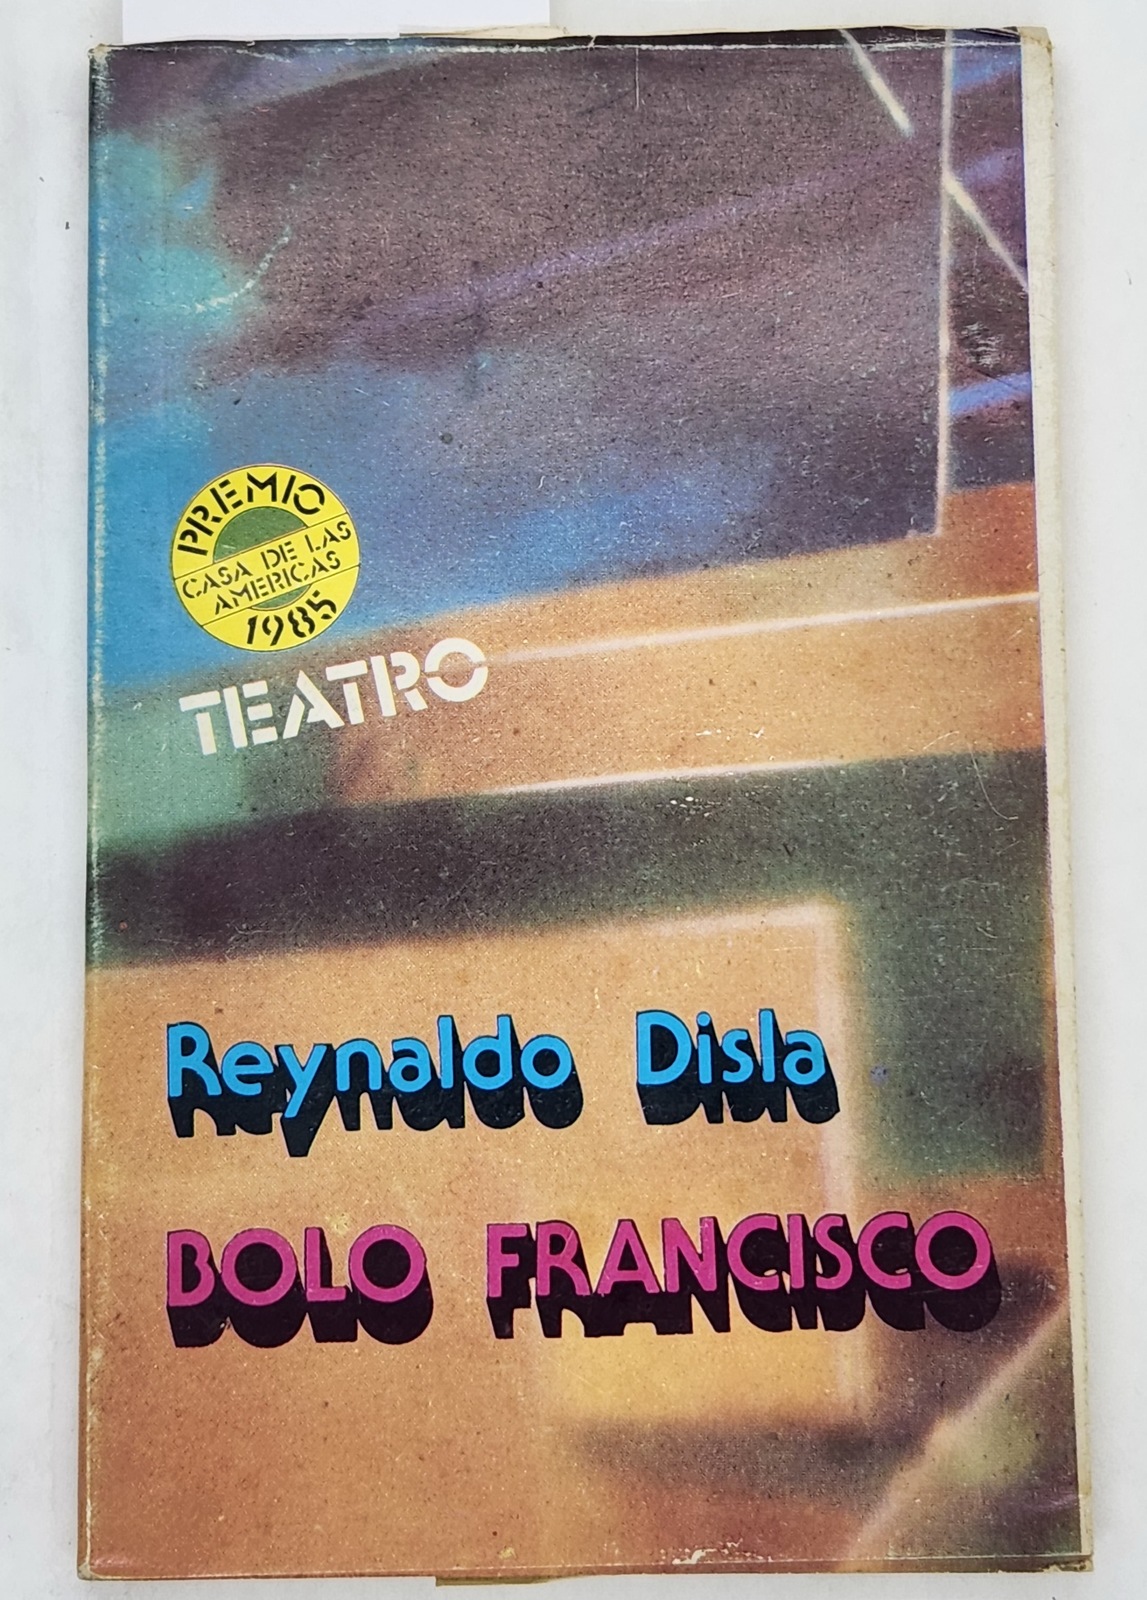 PREMIO
CASA DE LAS
AMERICAS
1985
TEATRO
Reynaldo Disla
BOLO FRANCISCO